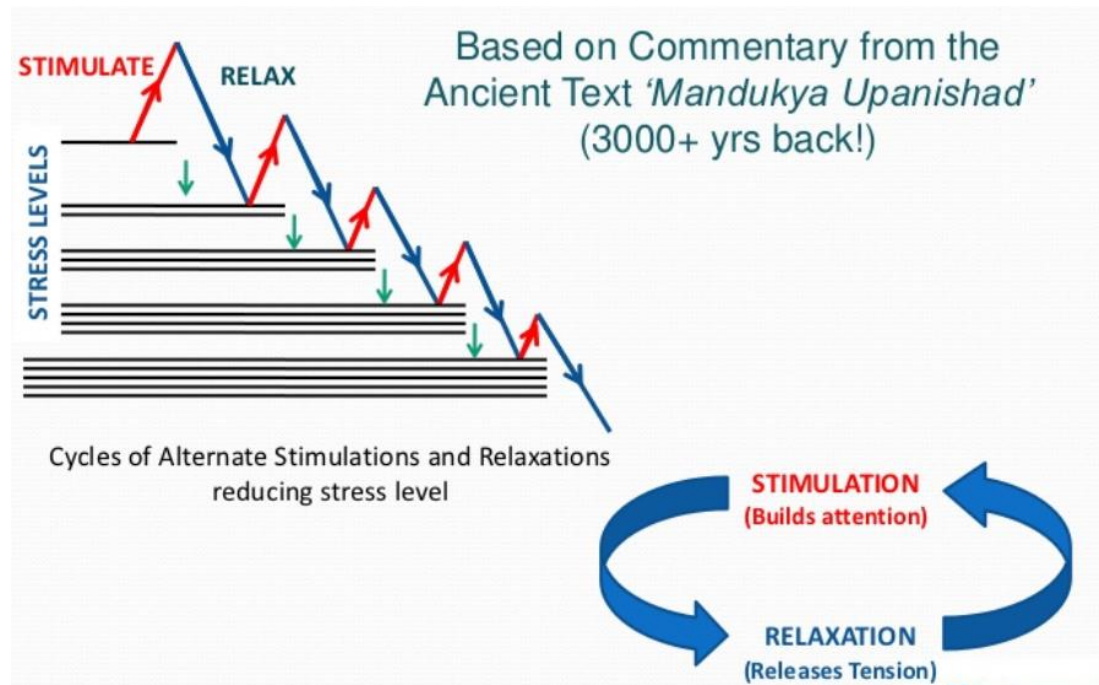 STIMULATE
RELAX
Based on Commentary from the
Ancient Text ‘Mandukya Upanishad’
(3000+ yrs back!)
STRESS LEVELS
Cycles of Alternate Stimulations and Relaxations
reducing stress level
STIMULATION
(Builds attention)
RELAXATION
(Releases Tension)